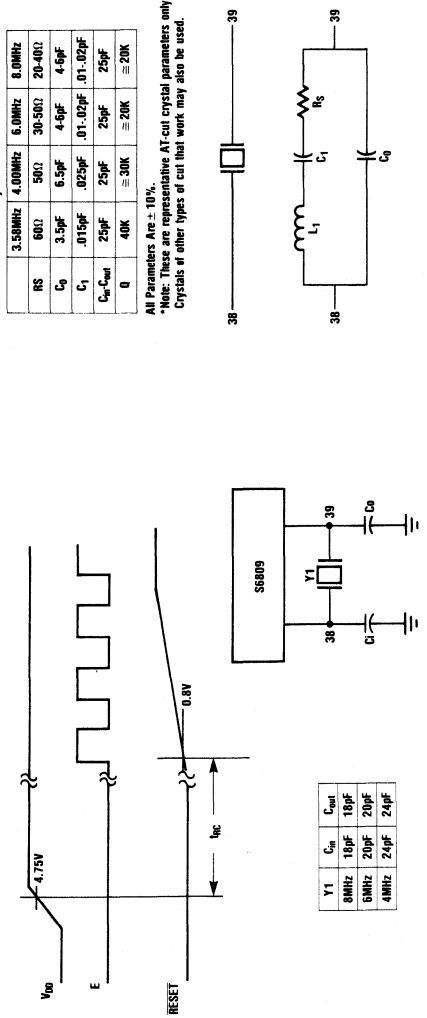 4.75V
VDD
E
RESET
0.8V
tRC
Y1 Cin Cout
8MHz 18pF 18pF
6MHz 20pF 20pF
4MHz 24pF 24pF
S6809
Y1
38 39
Ci Co
3.58MHz 4.00MHz 6.0MHz 8.0MHz
RS 60Ω 50Ω 30-50Ω 20-40Ω
C0 3.5pF 6.5pF 4-6pF 4-6pF
C1 .015pF .025pF .01-.02pF .01-.02pF
Cin-Cout 25pF 25pF 25pF 25pF
Q 40K ≅ 30K ≅ 20K ≅ 20K
All Parameters Are ± 10%.
*Note: These are representative AT-cut crystal parameters only
Crystals of other types of cut that work may also be used.
38 39
38 39
L1 C1 RS
C0